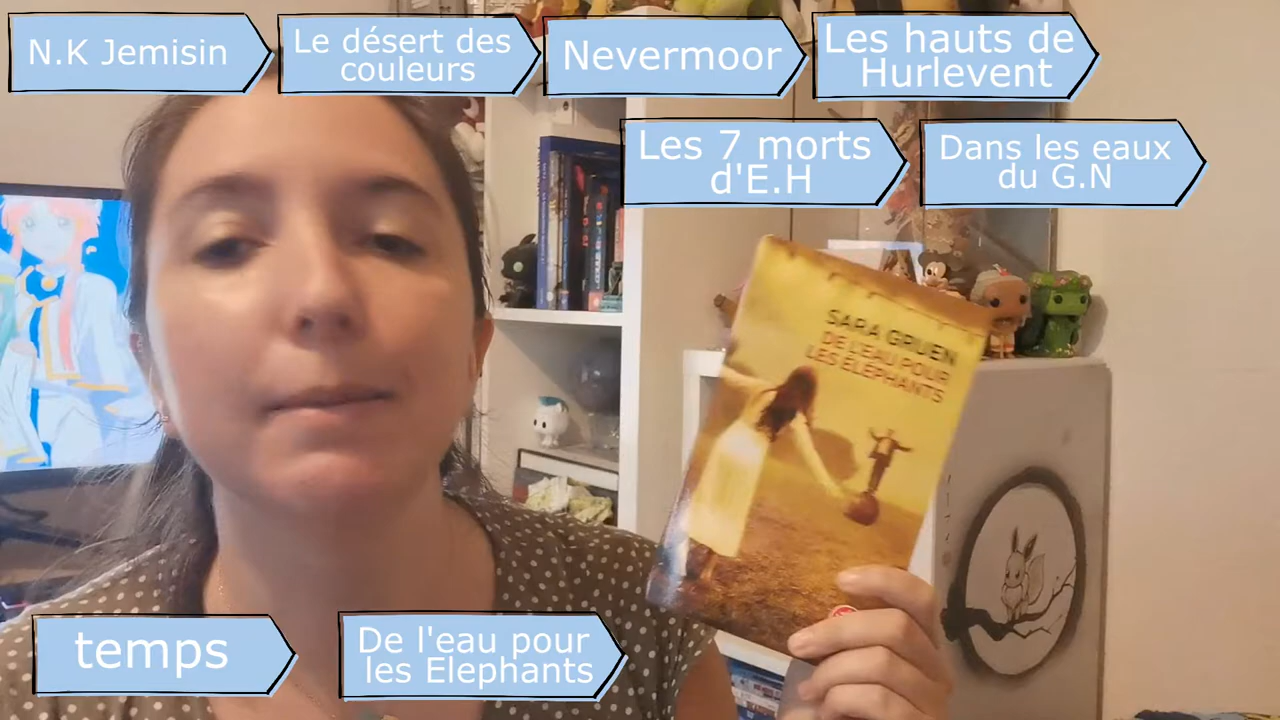 N.K Jemisin
Le désert des
couleurs
Nevermoor
Les hauts de
Hurlevent
Les 7 morts
d'E.H
Dans les eaux
du G.N
SARA GRUEN
DE L'EAU POUR
LES ÉLÉPHANTS
temps
De l'eau pour
les Elephants